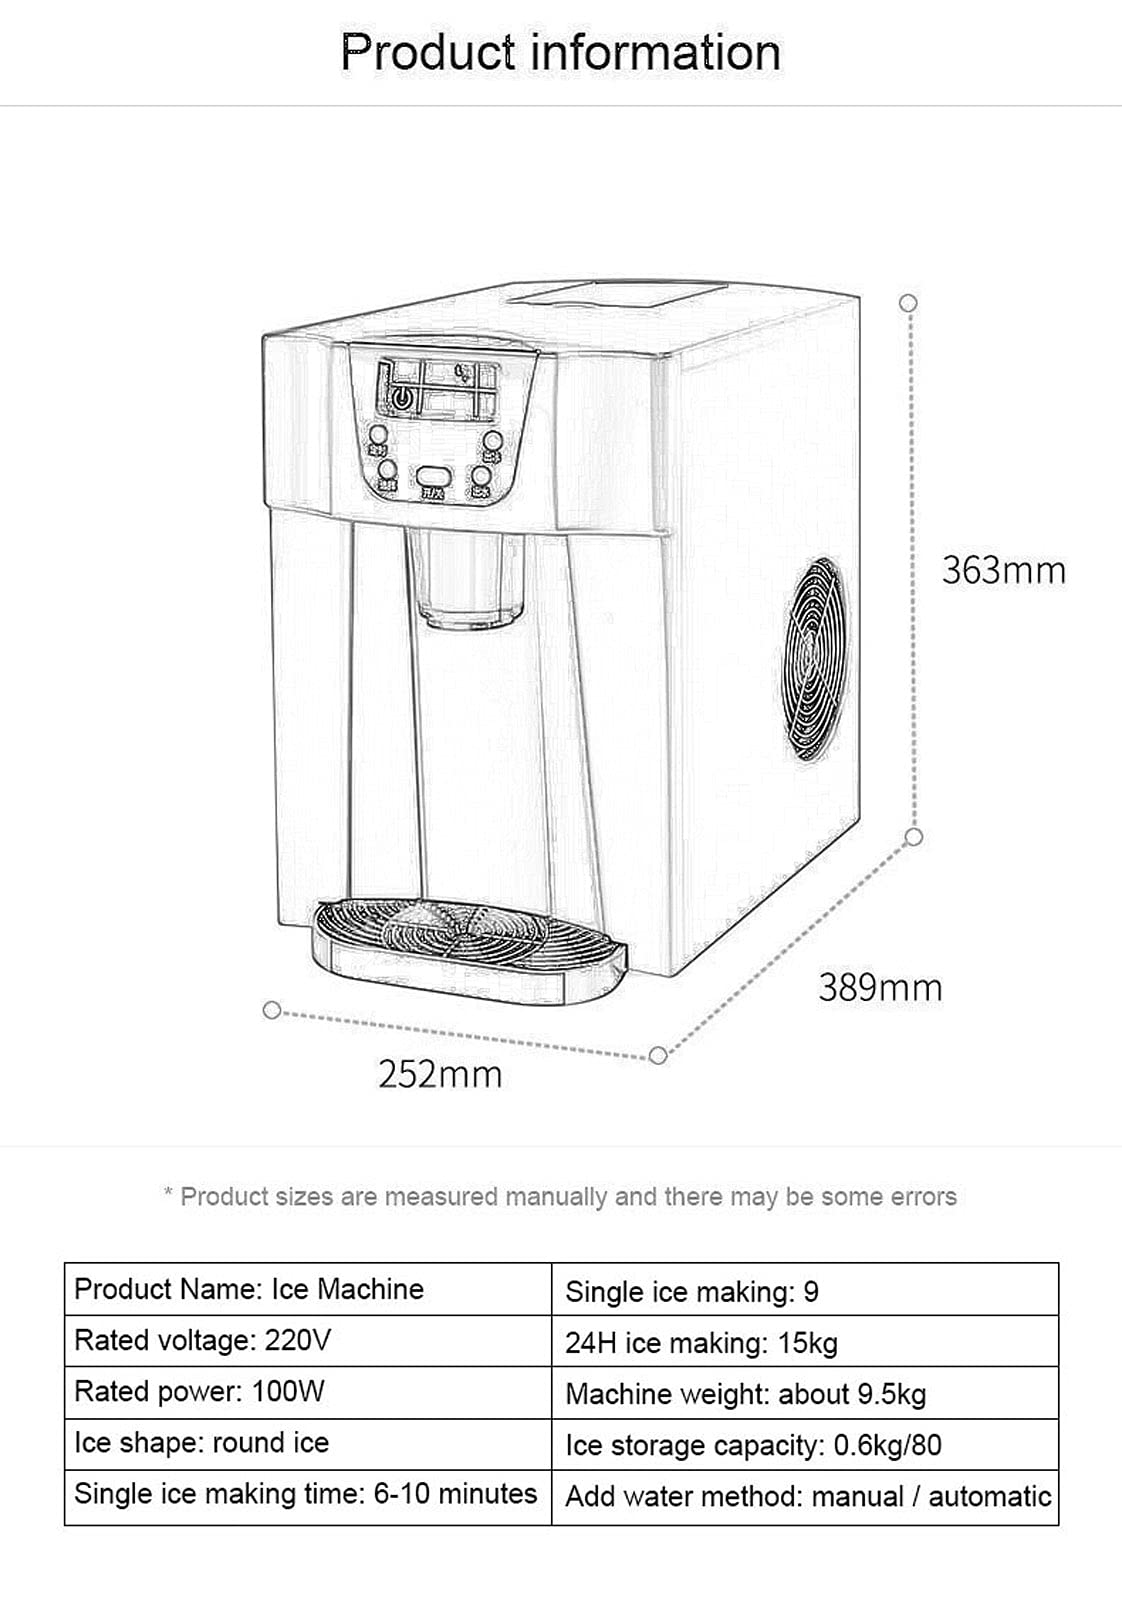 Product information
363mm
389mm
252mm
* Product sizes are measured manually and there may be some errors
Product Name: Ice Machine
Single ice making: 9
Rated voltage: 220V
24H ice making: 15kg
Rated power: 100W
Machine weight: about 9.5kg
Ice shape: round ice
Ice storage capacity: 0.6kg/80
Single ice making time: 6-10 minutes
Add water method: manual / automatic